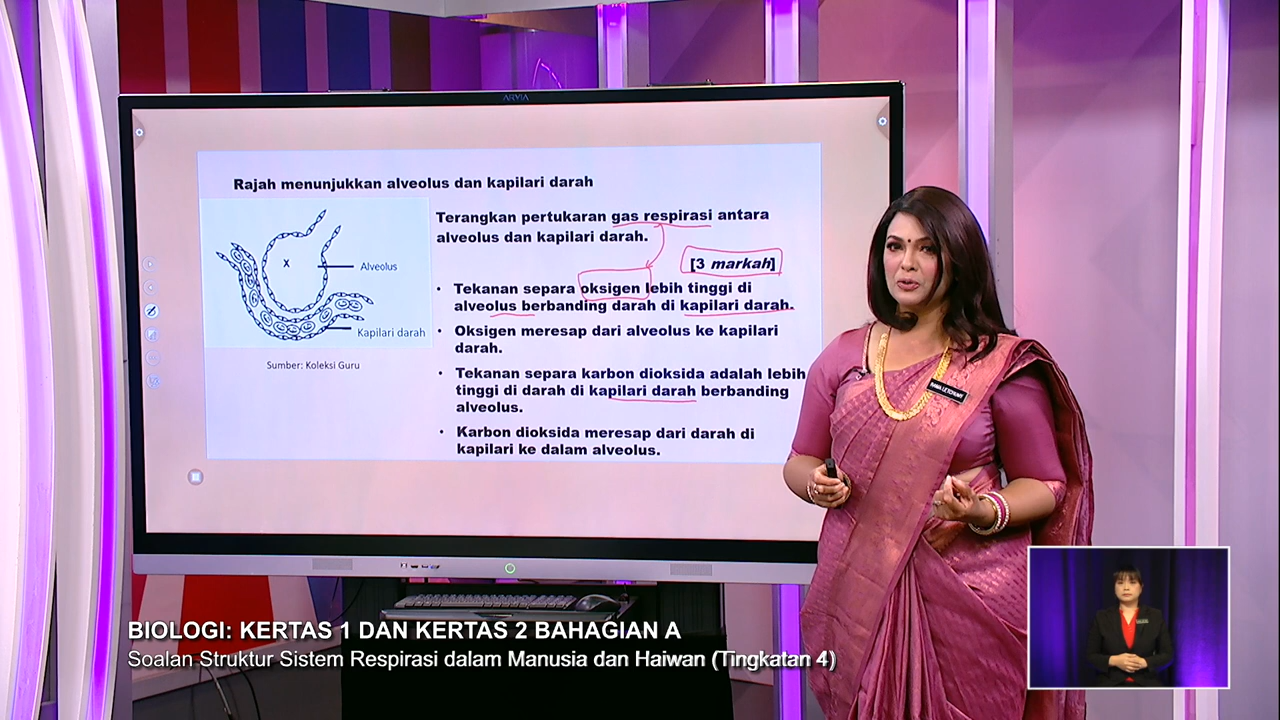 ARVIA
Rajah menunjukkan alveolus dan kapilari darah
x
Alveolus
Kapilari darah
Sumber: Koleksi Guru
Terangkan pertukaran gas respirasi antara
alveolus dan kapilari darah.
[3 markah]
• Tekanan separa oksigen lebih tinggi di
alveolus berbanding darah di kapilari darah.
• Oksigen meresap dari alveolus ke kapilari
darah.
• Tekanan separa karbon dioksida adalah lebih
tinggi di darah di kapilari darah berbanding
alveolus.
• Karbon dioksida meresap dari darah di
kapilari ke dalam alveolus.
BIOLOGI: KERTAS 1 DAN KERTAS 2 BAHAGIAN A
Soalan Struktur Sistem Respirasi dalam Manusia dan Haiwan (Tingkatan 4)